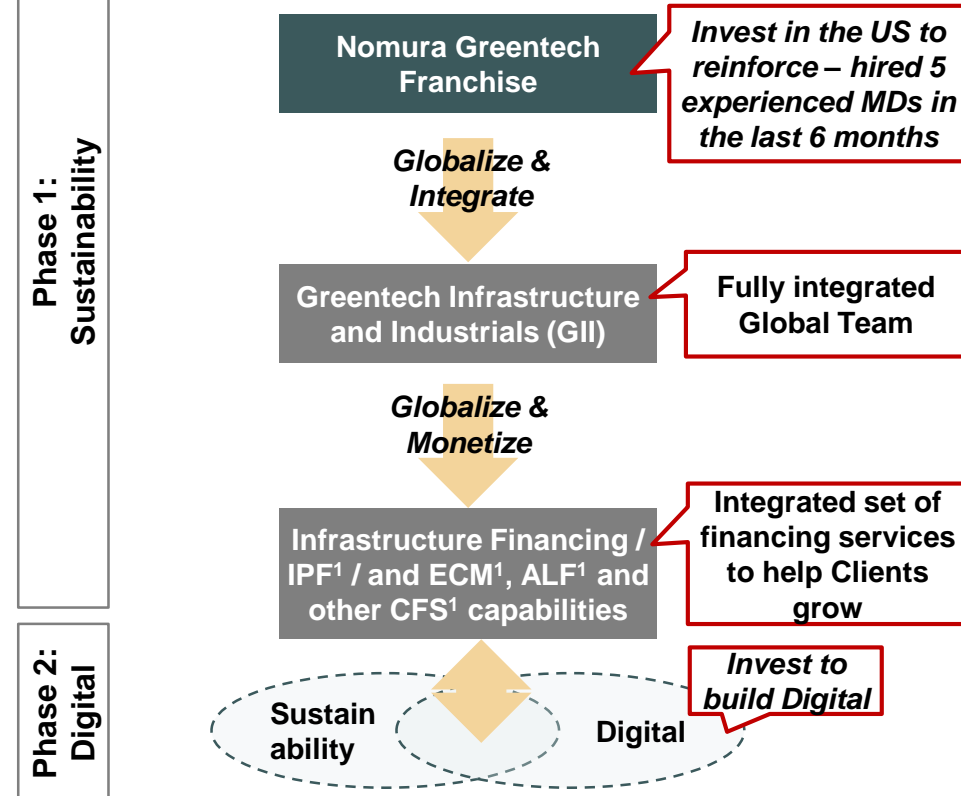 Phase 1:
Sustainability
Nomura Greentech
Franchise
Invest in the US to
reinforce – hired 5
experienced MDs in
the last 6 months
Globalize &
Integrate
Greentech Infrastructure
and Industrials (GII)
Fully integrated
Global Team
Globalize &
Monetize
Infrastructure Financing /
IPF¹ / and ECM¹, ALF¹ and
other CFS¹ capabilities
Integrated set of
financing services
to help Clients
grow
Phase 2:
Digital
Sustain
ability
Digital
Invest to
build Digital